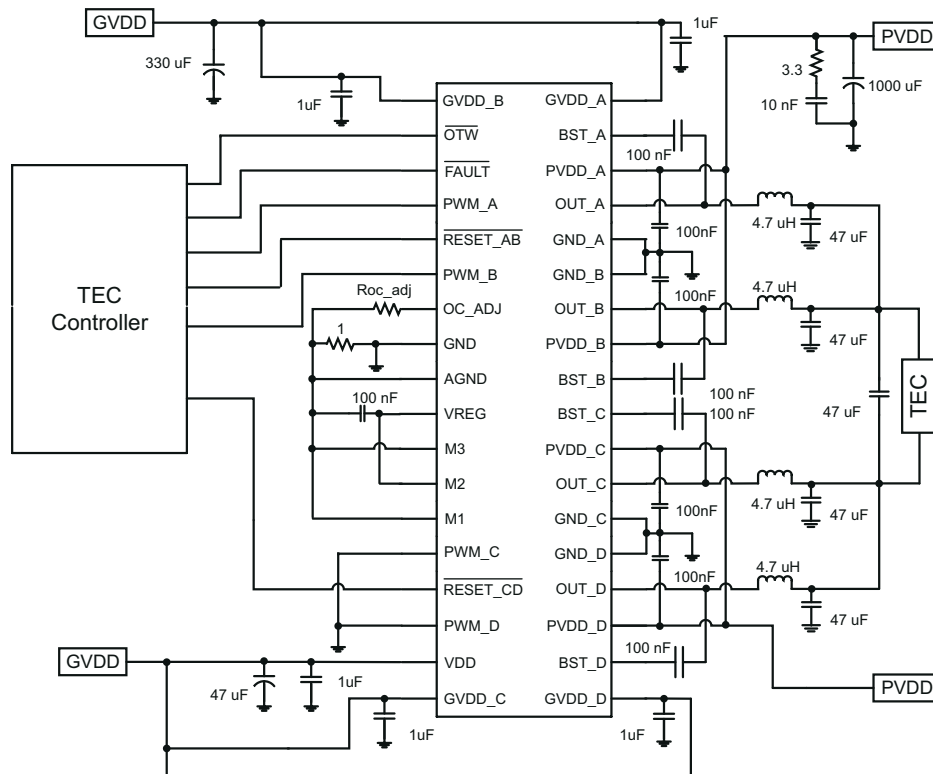 GVDD
1uF
PVDD
330 uF
3.3
1000 uF
1uF
10 nF
GVDD_B
GVDD_A
OTW
BST_A
100 nF
FAULT
PVDD_A
PWM_A
OUT_A
4.7 uH
47 uF
100nF
RESET_AB
GND_A
PWM_B
GND_B
TEC
Controller
Roc_adj
100nF
4.7 uH
OC_ADJ
OUT_B
1
47 uF
GND
PVDD_B
AGND
BST_B
100 nF
TEC
100 nF
VREG
BST_C
100 nF
47 uF
M3
PVDD_C
M2
OUT_C
4.7 uH
47 uF
100nF
M1
GND_C
PWM_C
GND_D
100nF
4.7 uH
RESET_CD
OUT_D
47 uF
PWM_D
PVDD_D
GVDD
100 nF
VDD
BST_D
PVDD
47 uF
1uF
GVDD_C
GVDD_D
1uF
1uF